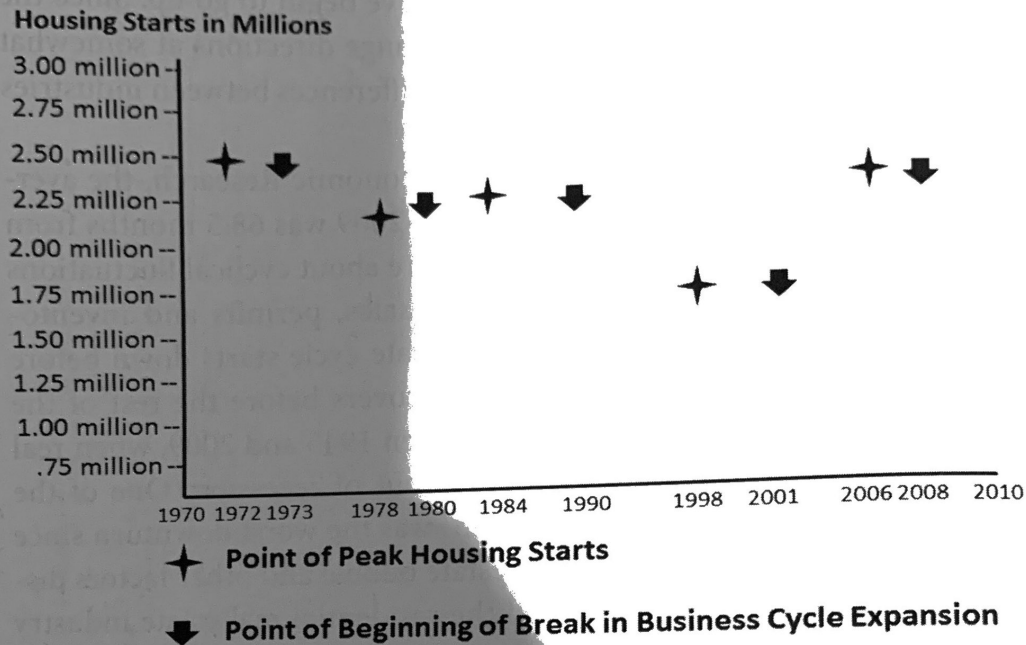 Housing Starts in Millions
3.00 million
2.75 million
2.50 million
2.25 million
2.00 million
1.75 million
1.50 million
1.25 million
1.00 million
.75 million
1970 1972 1973 1978 1980 1984 1990 1998 2001 2006 2008 2010
Point of Peak Housing Starts
Point of Beginning of Break in Business Cycle Expansion